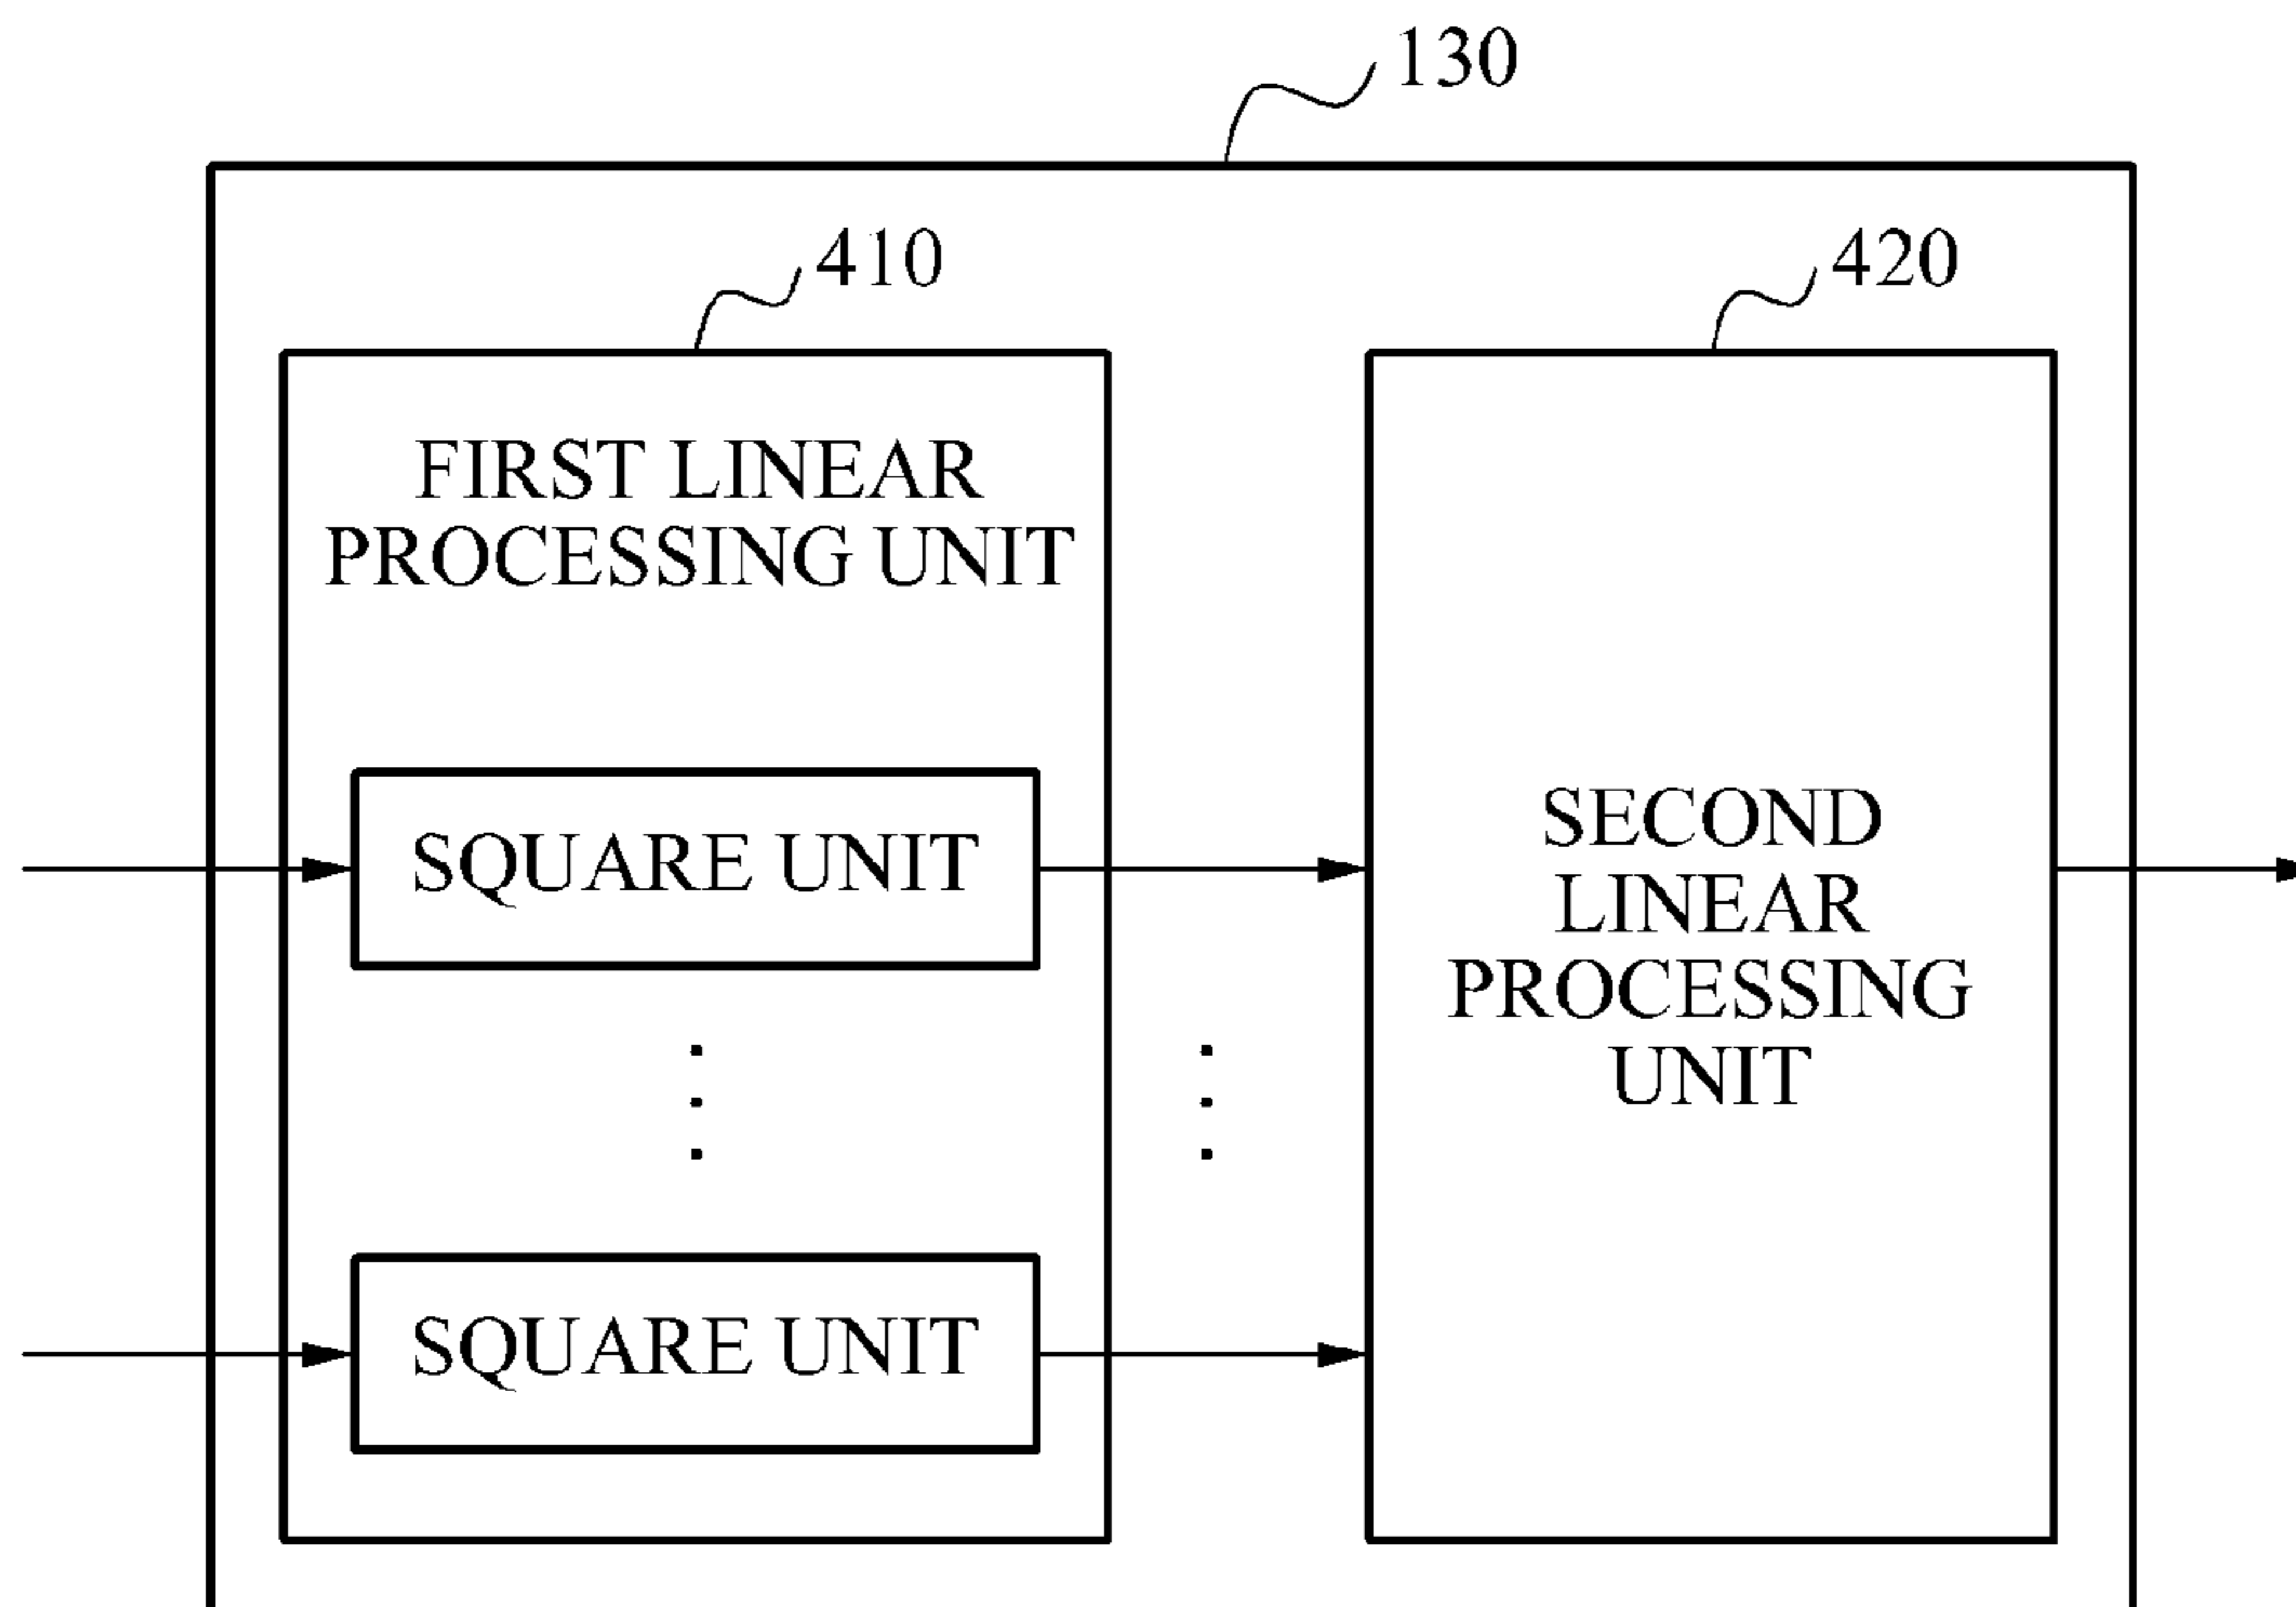 130
410
420
FIRST LINEAR
PROCESSING UNIT
SQUARE UNIT
SECOND
LINEAR
PROCESSING
UNIT
SQUARE UNIT